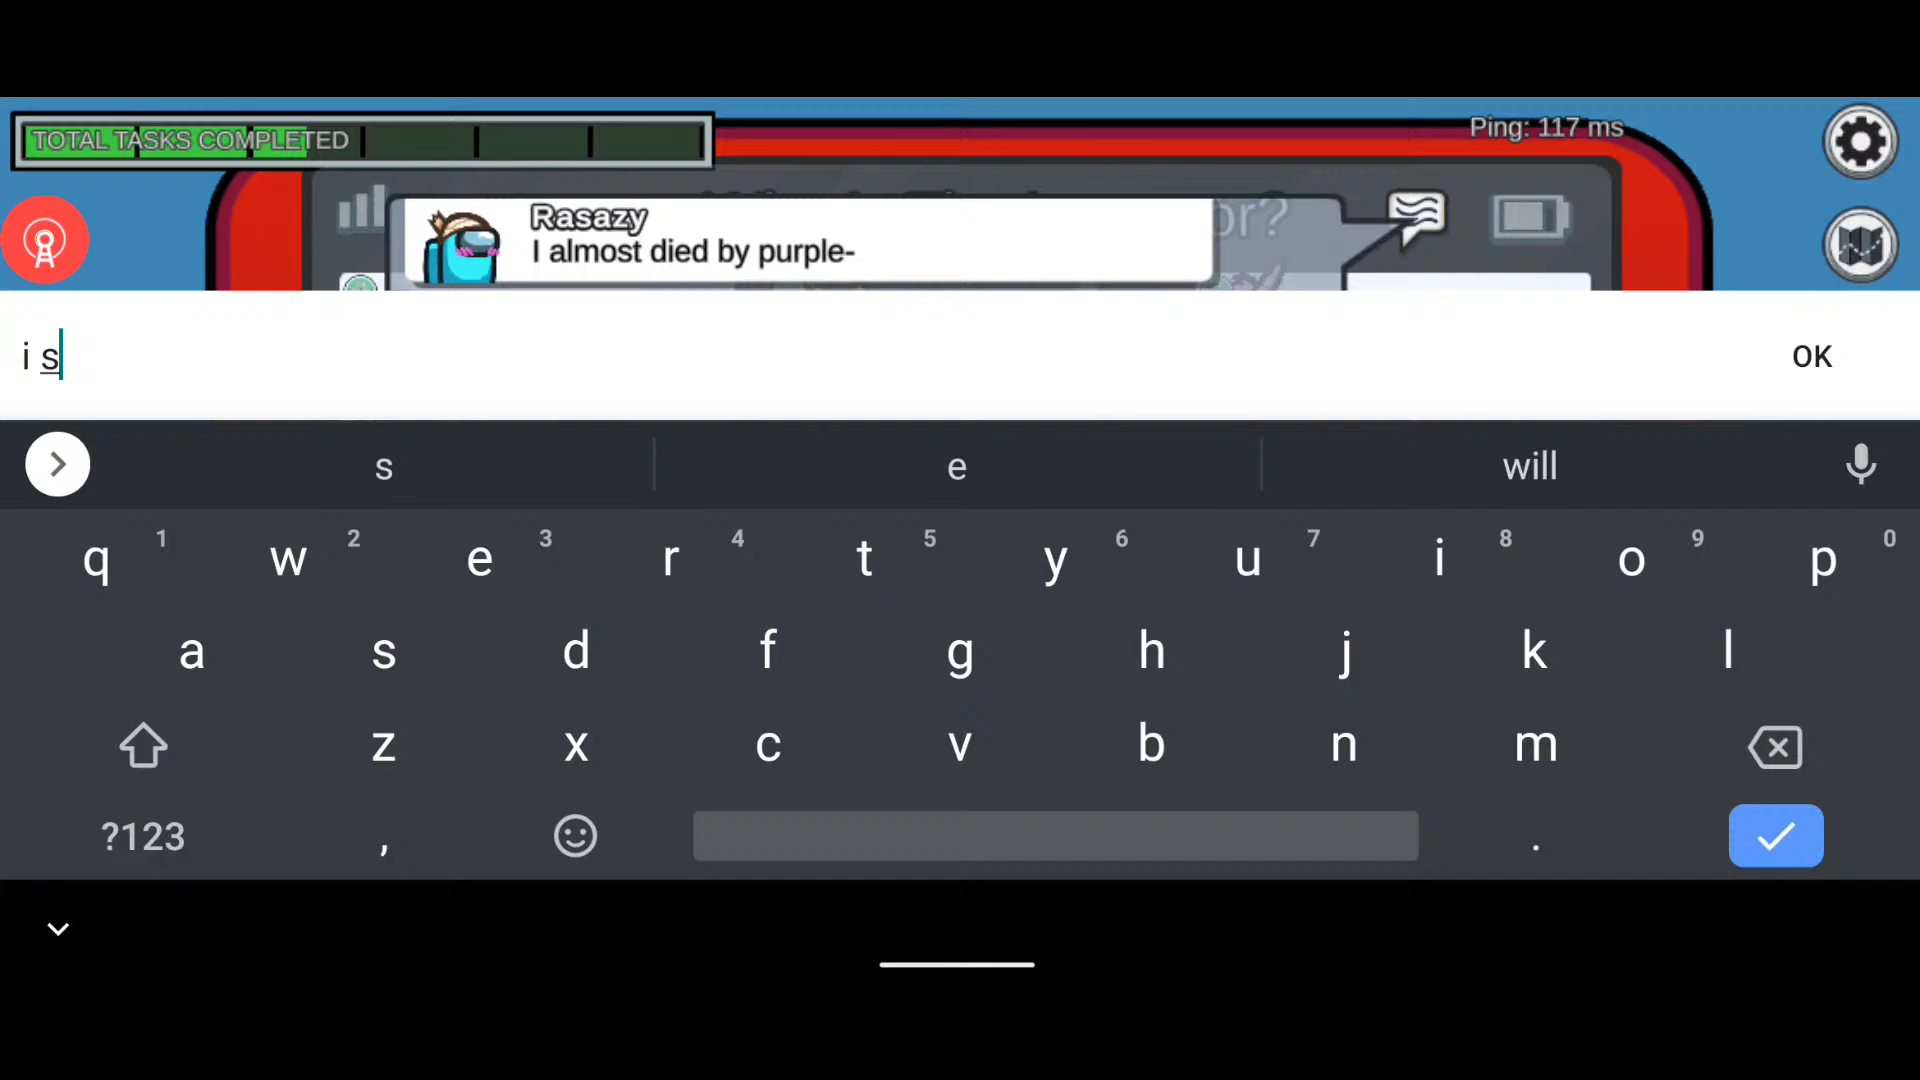 TOTAL TASKS COMPLETED
Ping: 117 ms
or?
Rasazy
I almost died by purple-
i s
OK
s e will
q 1 w 2 e 3 r 4 t 5 y 6 u 7 i 8 o 9 p 0
a s d f g h j k l
z x c v b n m
?123 , .